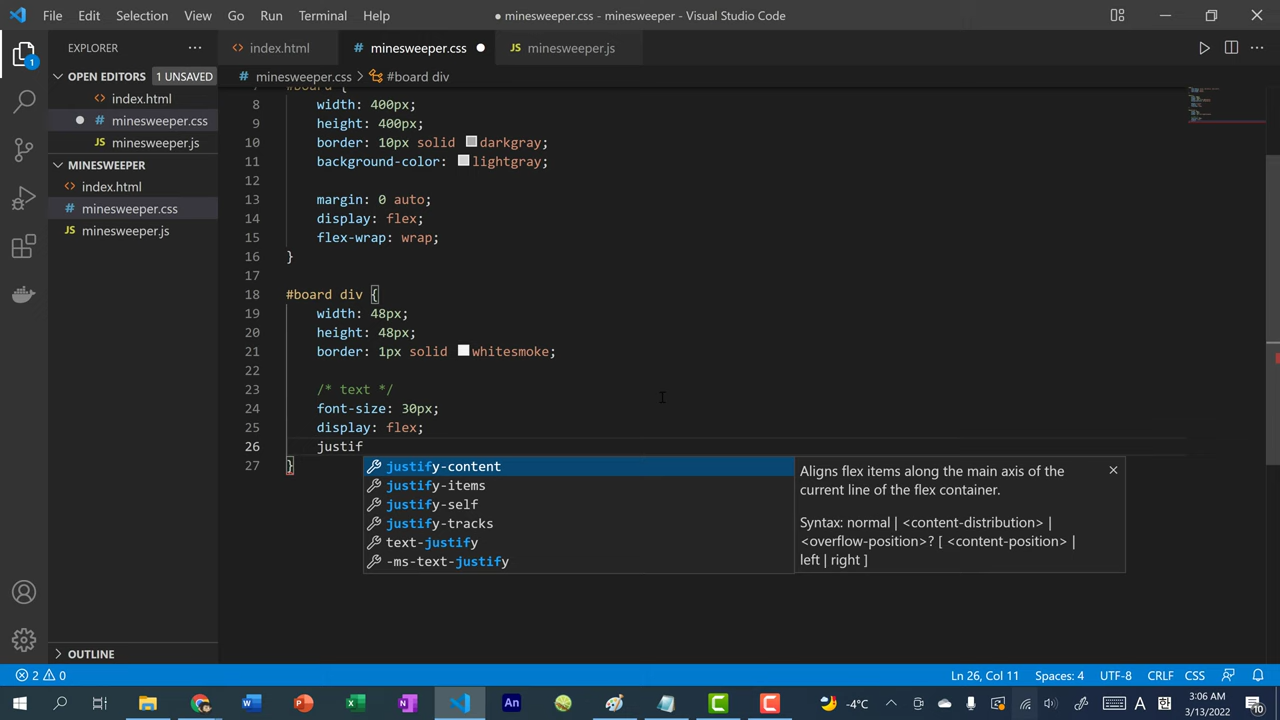 File Edit Selection View Go Run Terminal Help
● minesweeper.css - minesweeper - Visual Studio Code
EXPLORER ...
index.html
# minesweeper.css ●
JS minesweeper.js
OPEN EDITORS 1 UNSAVED
# minesweeper.css > #board div
<> index.html
● # minesweeper.css
JS minesweeper.js
MINESWEEPER
<> index.html
# minesweeper.css
JS minesweeper.js
1
#board {
8 width: 400px;
9 height: 400px;
10 border: 10px solid darkgray;
11 background-color: lightgray;
12
13 margin: 0 auto;
14 display: flex;
15 flex-wrap: wrap;
16 }
17
18 #board div {
19 width: 48px;
20 height: 48px;
21 border: 1px solid whitesmoke;
22
23 /* text */
24 font-size: 30px;
25 display: flex;
26 justif
27 }
justify-content
justify-items
justify-self
justify-tracks
text-justify
-ms-text-justify
Aligns flex items along the main axis of the
current line of the flex container.
Syntax: normal | <content-distribution> |
<overflow-position>? [ <content-position> |
left | right ]
OUTLINE
2 0
Ln 26, Col 11 Spaces: 4 UTF-8 CRLF CSS
An
-4°C
3:06 AM
3/13/2022
10